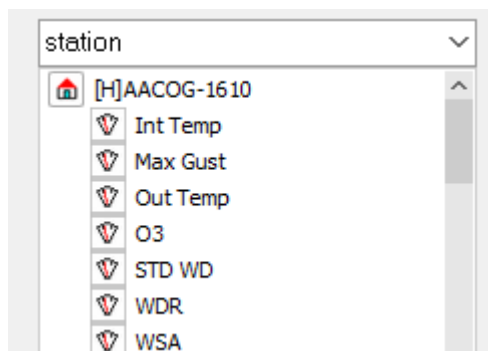 station
[H]AACOG-1610
Int Temp
Max Gust
Out Temp
O3
STD WD
WDR
WSA